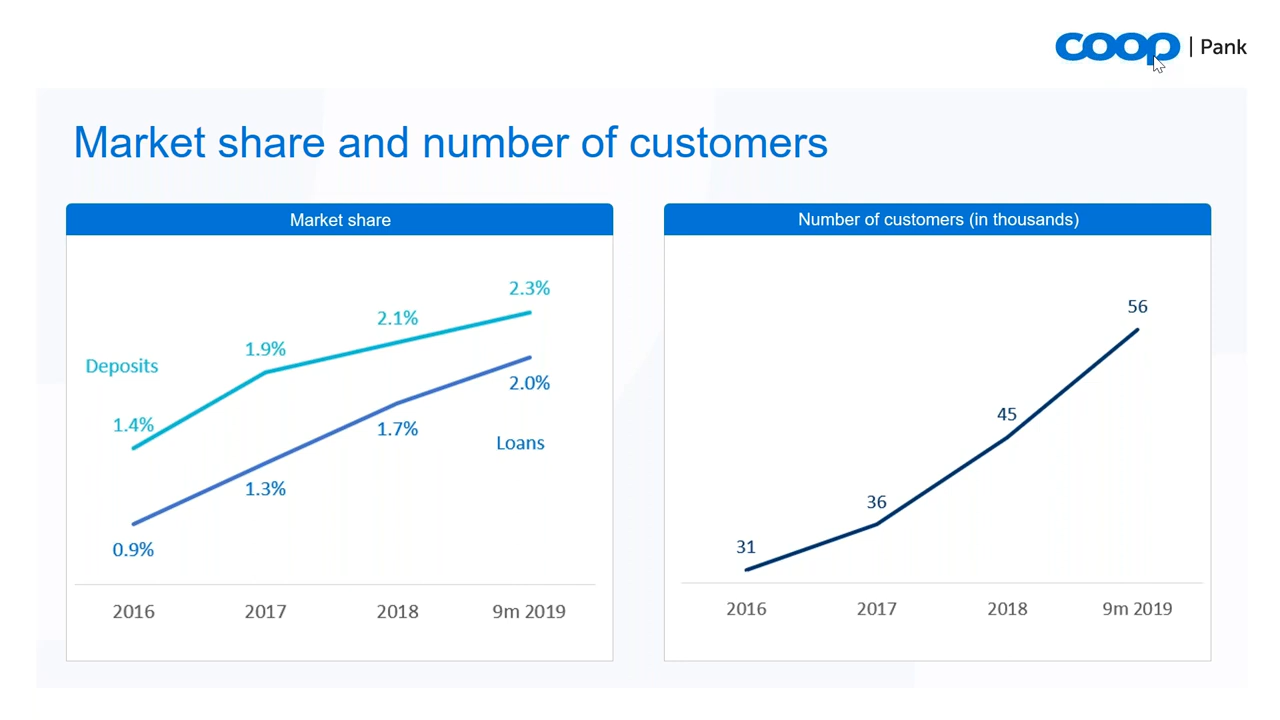 coop | Pank
Market share and number of customers
Market share
2.3%
2.1%
1.9%
Deposits
1.4%
2.0%
1.7%
Loans
1.3%
0.9%
2016 2017 2018 9m 2019
Number of customers (in thousands)
56
45
36
31
2016 2017 2018 9m 2019